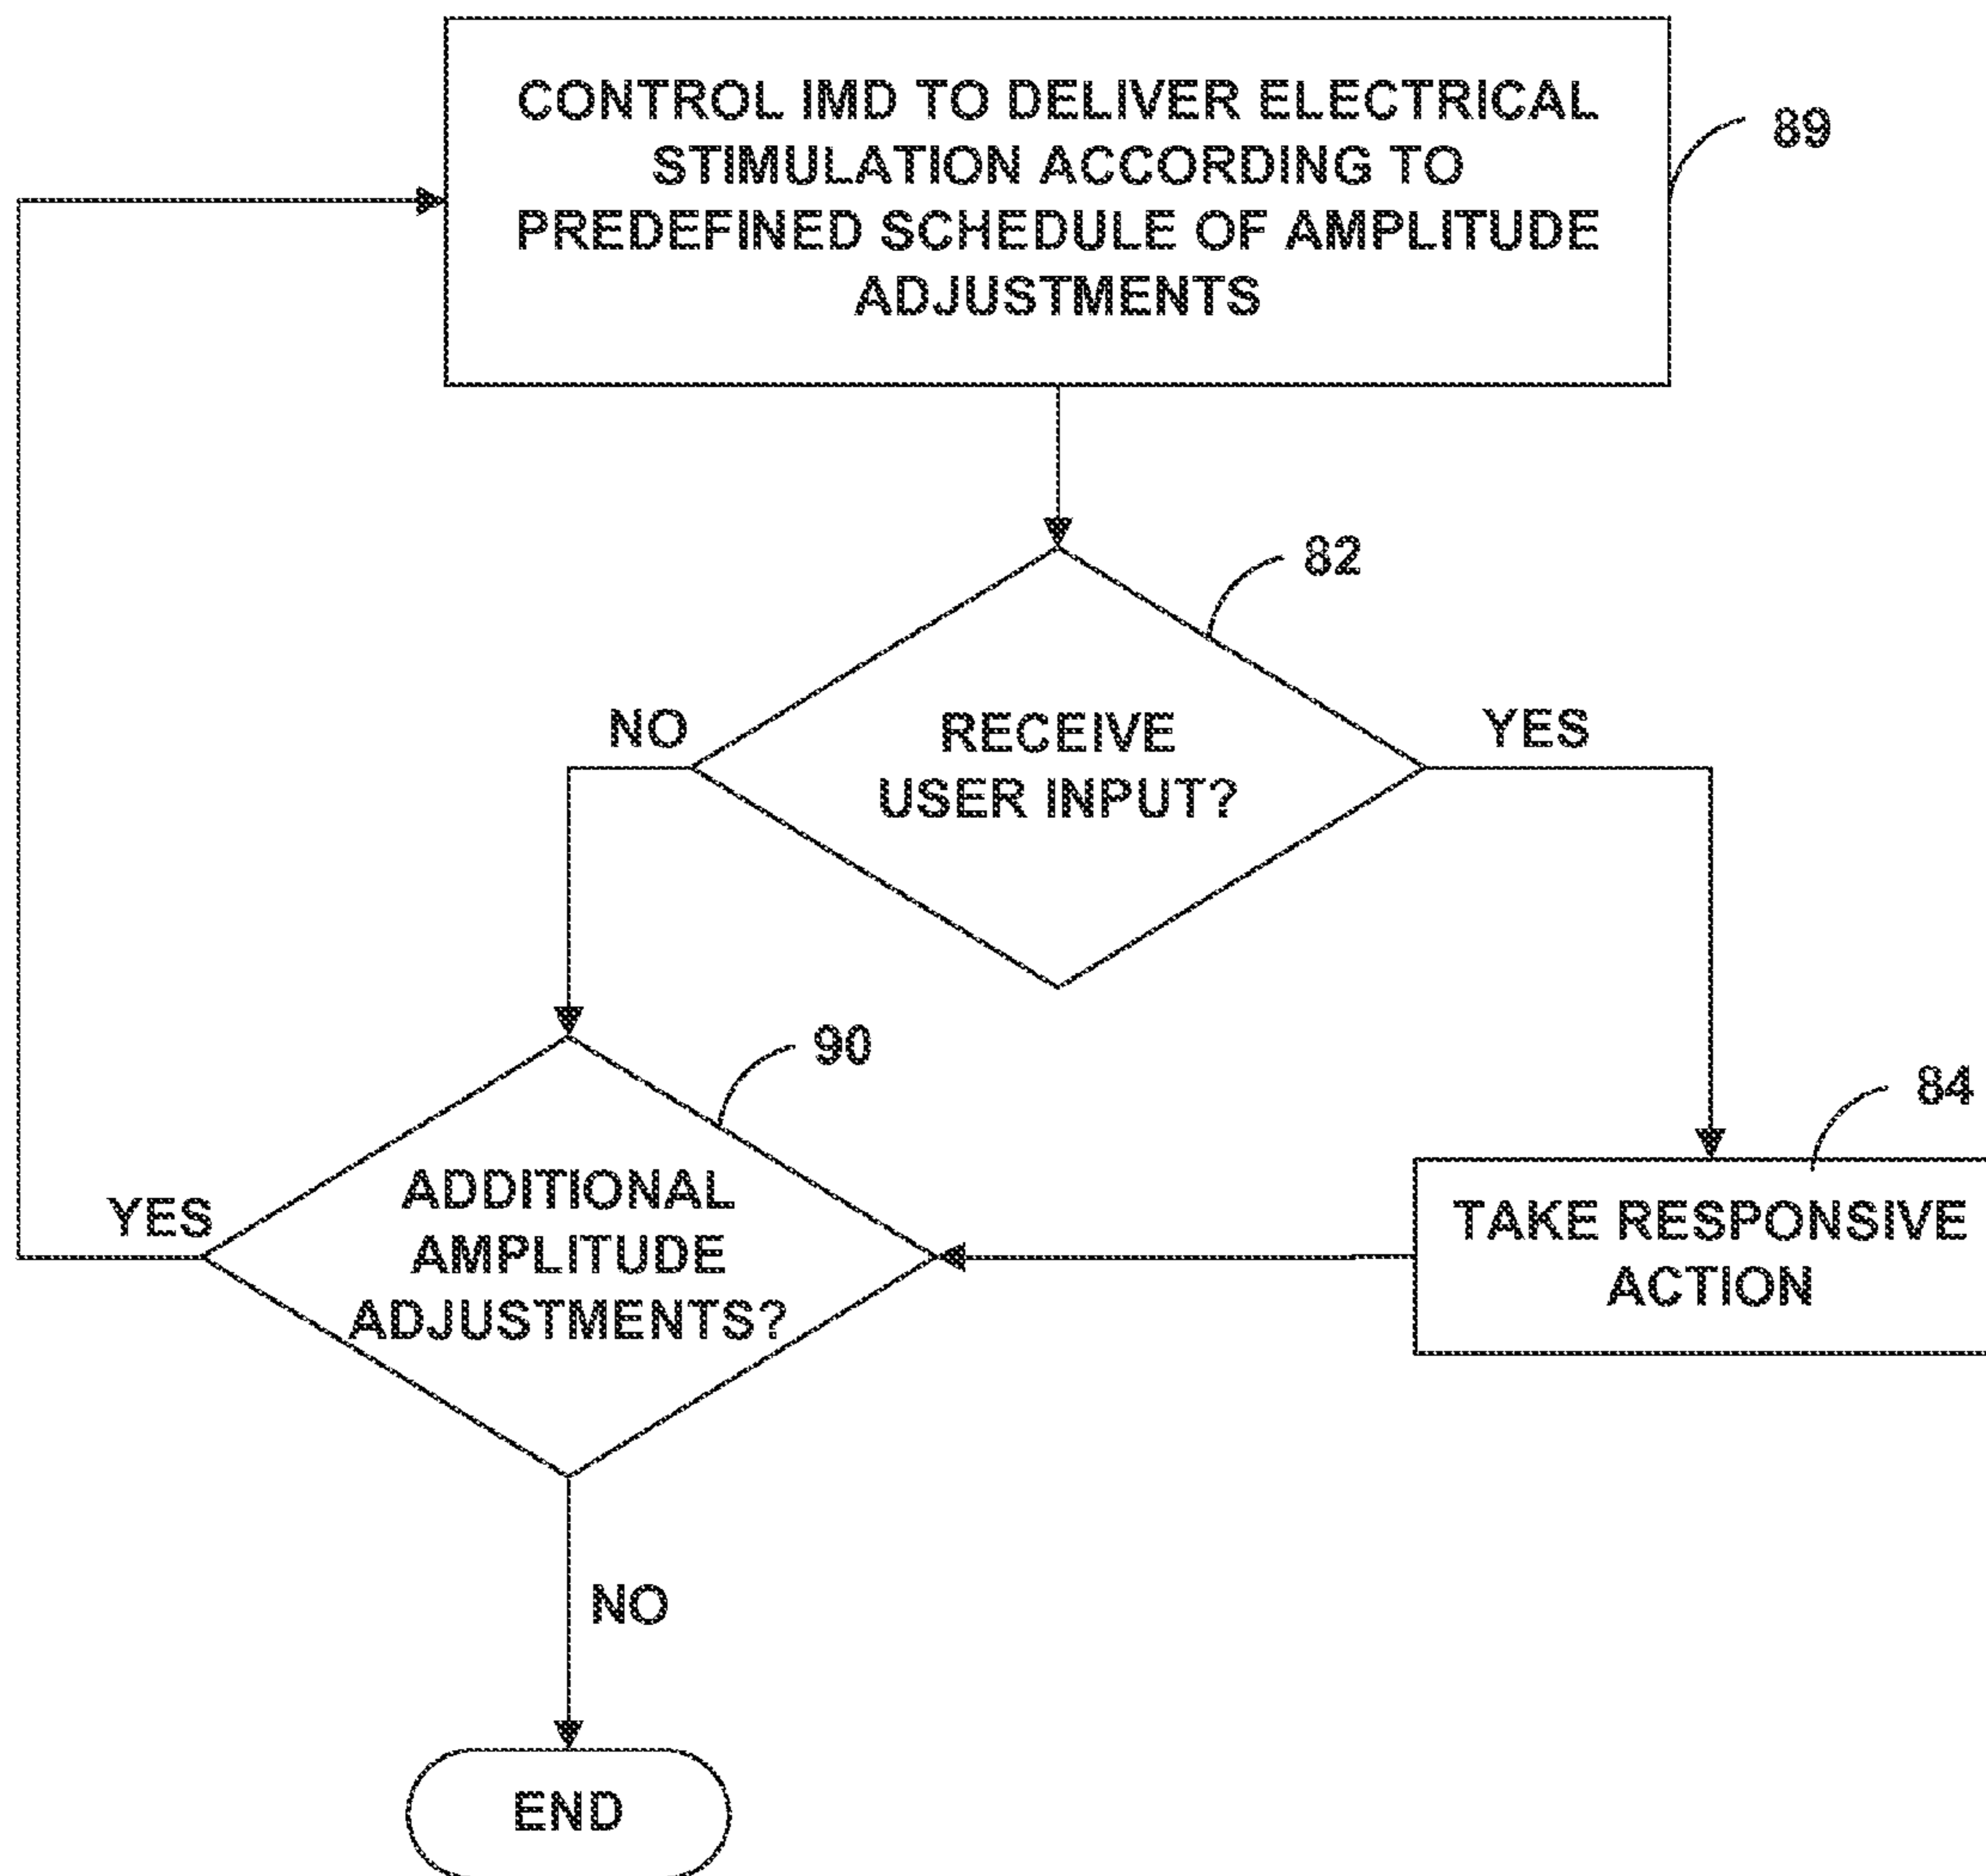 CONTROL IMD TO DELIVER ELECTRICAL
STIMULATION ACCORDING TO
PREDEFINED SCHEDULE OF AMPLITUDE
ADJUSTMENTS
89
82
RECEIVE
USER INPUT?
NO
YES
90
ADDITIONAL
AMPLITUDE
ADJUSTMENTS?
YES
84
TAKE RESPONSIVE
ACTION
NO
END